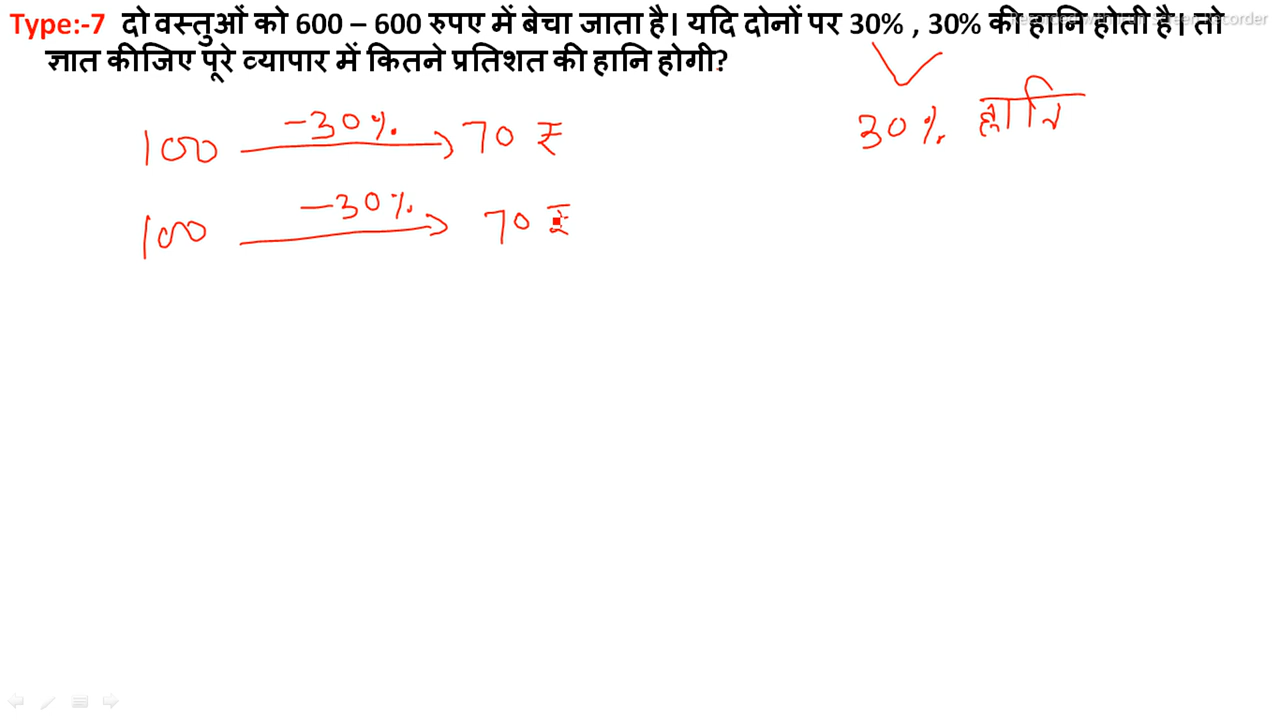 Type:-7 दो वस्तुओं को 600 – 600 रुपए में बेचा जाता है। यदि दोनों पर 30% , 30% की हानि होती है। तो
ज्ञात कीजिए पूरे व्यापार में कितने प्रतिशत की हानि होगी?
30% हानि
100 -30% 70 ₹
100 -30% 70 ₹